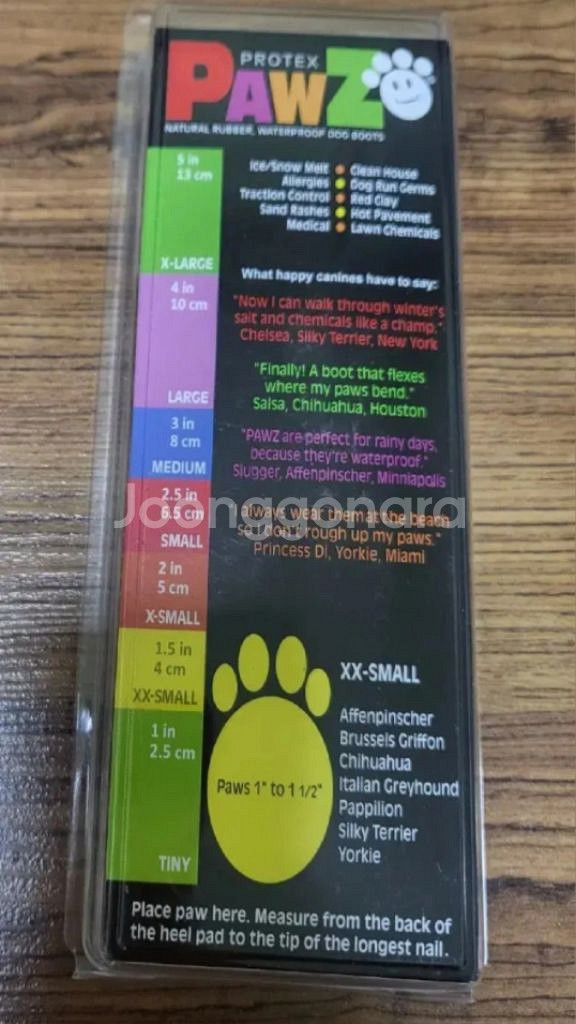 PROTEX
PAWZ
NATURAL RUBBER, WATERPROOF DOG BOOTS
Ice/Snow Melt • Clean House
Allergies • Dog Run Germs
Traction Control • Red Clay
Sand Rashes • Hot Pavement
Medical • Lawn Chemicals
What happy canines have to say:
"Now I can walk through winter's
salt and chemicals like a champ."
Chelsea, Silky Terrier, New York
"Finally! A boot that flexes
where my paws bend."
Salsa, Chihuahua, Houston
"PAWZ are perfect for rainy days,
because they're waterproof."
Slugger, Affenpinscher, Minniapolis
I always wear them at the beach
so I don't rough up my paws."
Princess Di, Yorkie, Miami
5 in
13 cm
X-LARGE
4 in
10 cm
LARGE
3 in
8 cm
MEDIUM
2.5 in
6.5 cm
SMALL
2 in
5 cm
X-SMALL
1.5 in
4 cm
XX-SMALL
1 in
2.5 cm
TINY
Joonggonara
Paws 1" to 1 1/2"
XX-SMALL
Affenpinscher
Brussels Griffon
Chihuahua
Italian Greyhound
Pappilion
Silky Terrier
Yorkie
Place paw here. Measure from the back of
the heel pad to the tip of the longest nail.